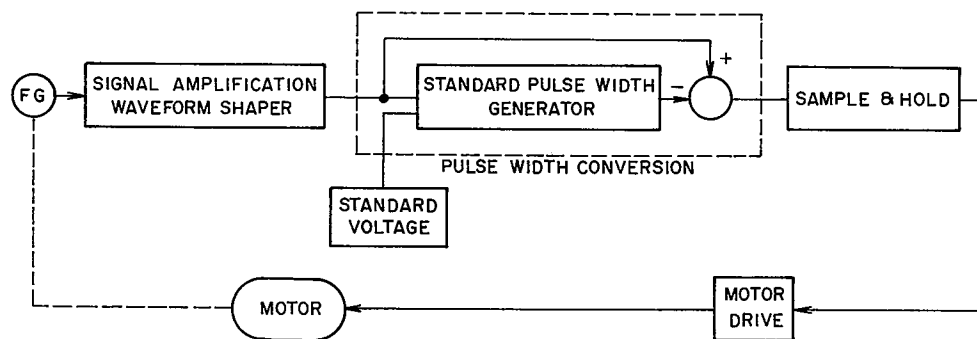 FG
SIGNAL AMPLIFICATION
WAVEFORM SHAPER
STANDARD PULSE WIDTH
GENERATOR
+
−
SAMPLE & HOLD
PULSE WIDTH CONVERSION
STANDARD
VOLTAGE
MOTOR
MOTOR
DRIVE